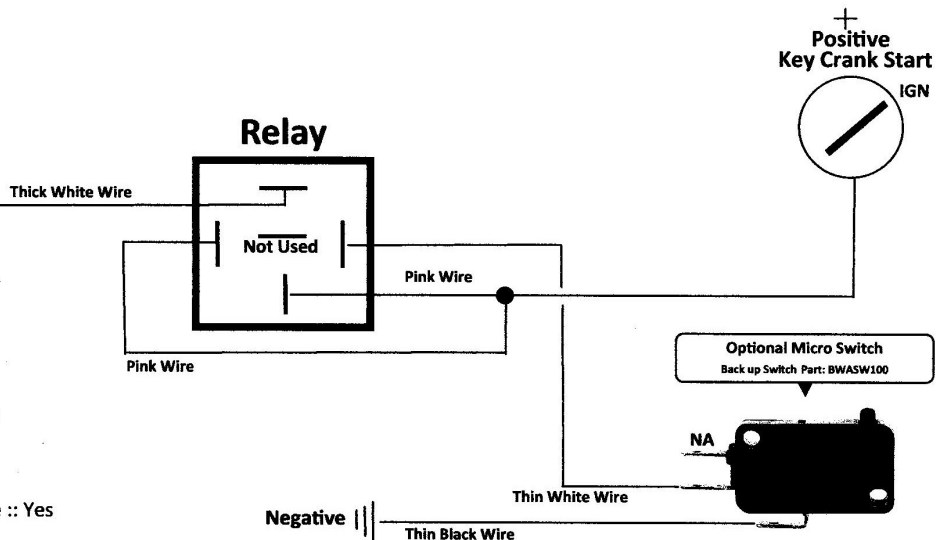 +
Positive
Key Crank Start
IGN
Relay
Thick White Wire
Not Used
Pink Wire
Pink Wire
Optional Micro Switch
Back up Switch Part: BWASW100
NA
Thin White Wire
:: Yes
Negative
Thin Black Wire